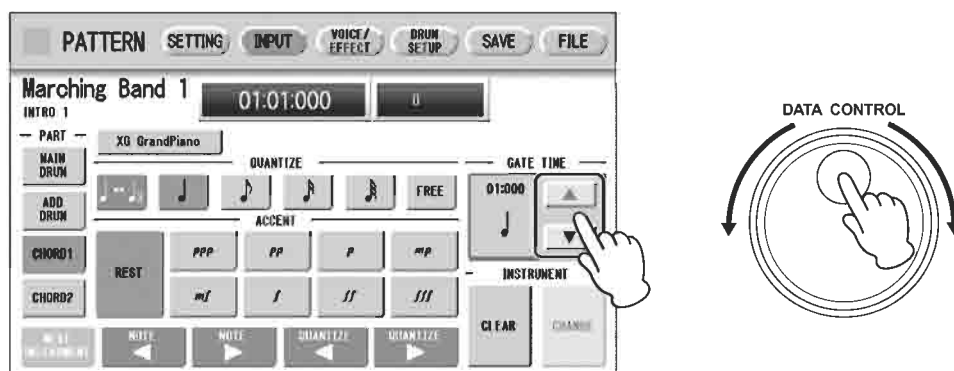 PATTERN SETTING INPUT VOICE/ EFFECT DRUM SETUP SAVE FILE
Marching Band 1
INTRO 1
01:01:000
PART
XG GrandPiano
MAIN DRUM
QUANTIZE
GATE TIME
FREE
01:000
ADD DRUM
ACCENT
CHORD1
REST
ppp pp p mp
INSTRUMENT
CHORD2
mf f ff fff
CLEAR
CHANGE
NEXT INSTRUMENT
NOTE NOTE QUANTIZE QUANTIZE
DATA CONTROL